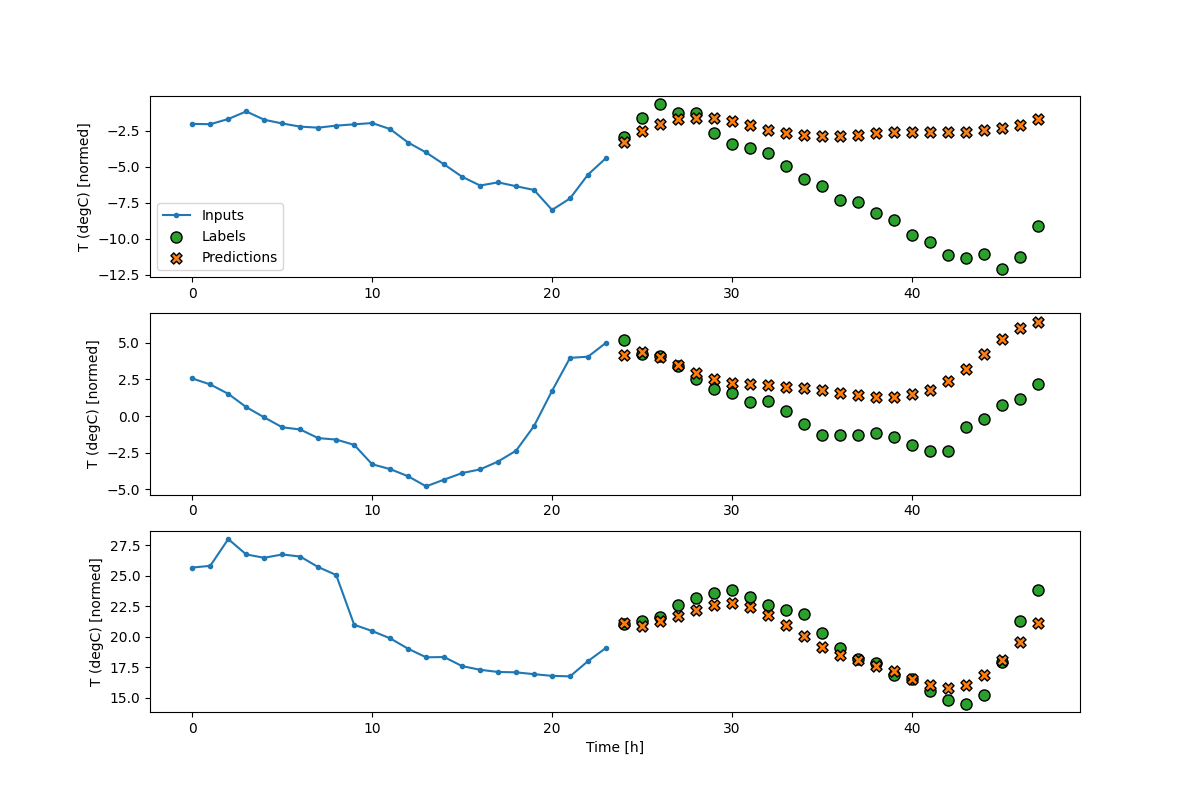 T (degC) [normed]
−2.5
−5.0
−7.5
−10.0
−12.5
Inputs
Labels
Predictions
0 10 20 30 40
T (degC) [normed]
5.0
2.5
0.0
−2.5
−5.0
0 10 20 30 40
T (degC) [normed]
27.5
25.0
22.5
20.0
17.5
15.0
0 10 20 30 40
Time [h]